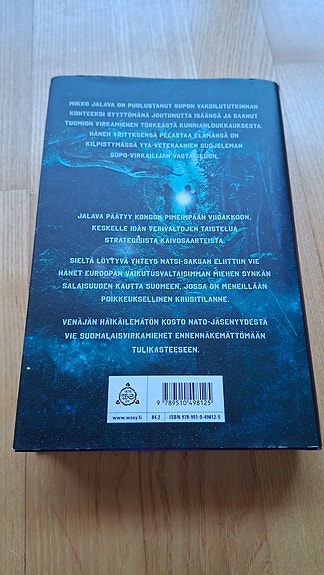 MIKKO JALAVA ON PUOLUSTANUT SUPON VAKOILUTUTKINNAN
KOHTEEKSI SYYTTÖMÄNÄ JOUTUNUTTA ISÄÄNSÄ JA SAANUT
TUOMION VIRKAMIEHEN TÖRKEÄSTÄ KUNNIANLOUKKAUKSESTA.
HÄNEN YRITYKSENSÄ PELASTAA ELÄMÄNSÄ ON
KILPISTYMÄSSÄ YYA-VETERAANIEN SUOJELEMAN
SUPO-VIRKAILIJAN VASTAISKUUN.
JALAVA PÄÄTYY KONGON PIMEIMPÄÄN VIIDAKKOON,
KESKELLE IDÄN VERIVALTOJEN TAISTELUA
STRATEGISISTA KAIVOSAARTEISTA.
SIELTÄ LÖYTYVÄ YHTEYS NATSI-SAKSAN ELIITTIIN VIE
HÄNET EUROOPAN VAIKUTUSVALTAISIMMAN MIEHEN SYNKÄN
SALAISUUDEN KAUTTA SUOMEEN, JOSSA ON MENEILLÄÄN
POIKKEUKSELLINEN KRIISITILANNE.
VENÄJÄN HÄIKÄILEMÄTÖN KOSTO NATO-JÄSENYYDESTÄ
VIE SUOMALAISVIRKAMIEHET ENNENNÄKEMÄTTÖMÄÄN
TULIKASTEESEEN.
9 789510 498125
www.wsoy.fi 84.2 ISBN 978-951-0-49812-5